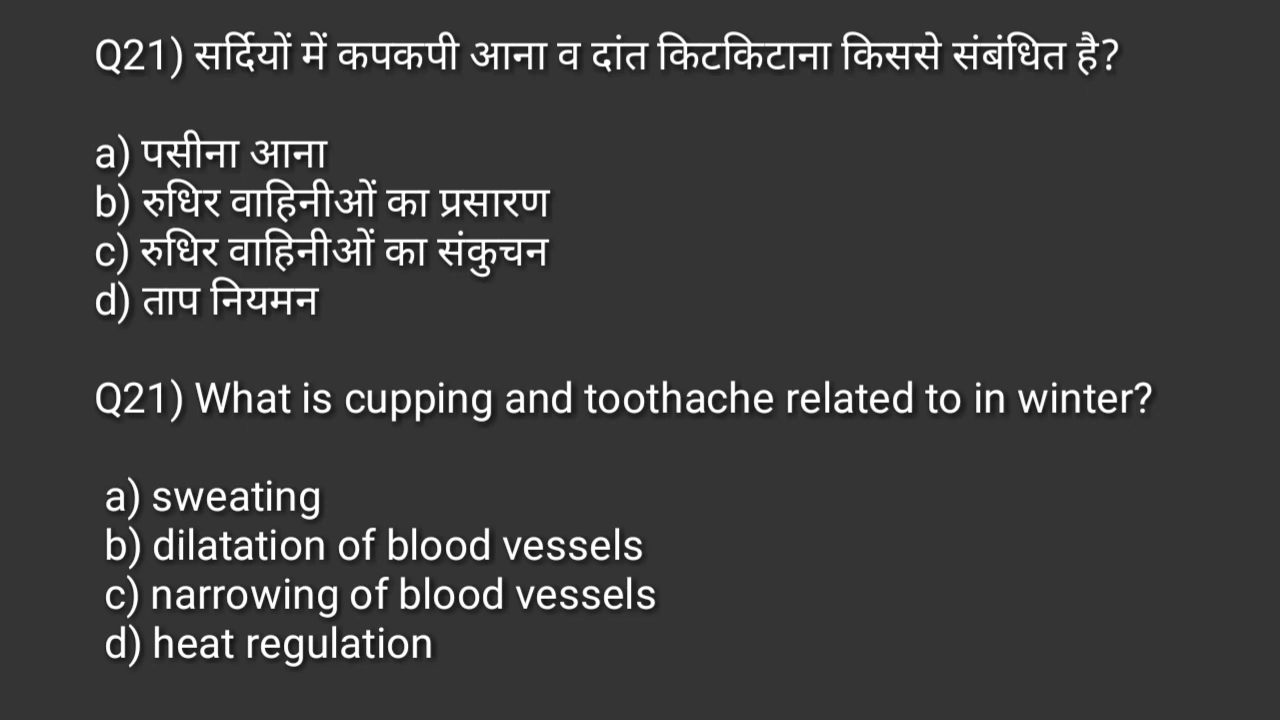 Q21) सर्दियों में कपकपी आना व दांत किटकिटाना किससे संबंधित है?
a) पसीना आना
b) रुधिर वाहिनीओं का प्रसारण
c) रुधिर वाहिनीओं का संकुचन
d) ताप नियमन
Q21) What is cupping and toothache related to in winter?
a) sweating
b) dilatation of blood vessels
c) narrowing of blood vessels
d) heat regulation